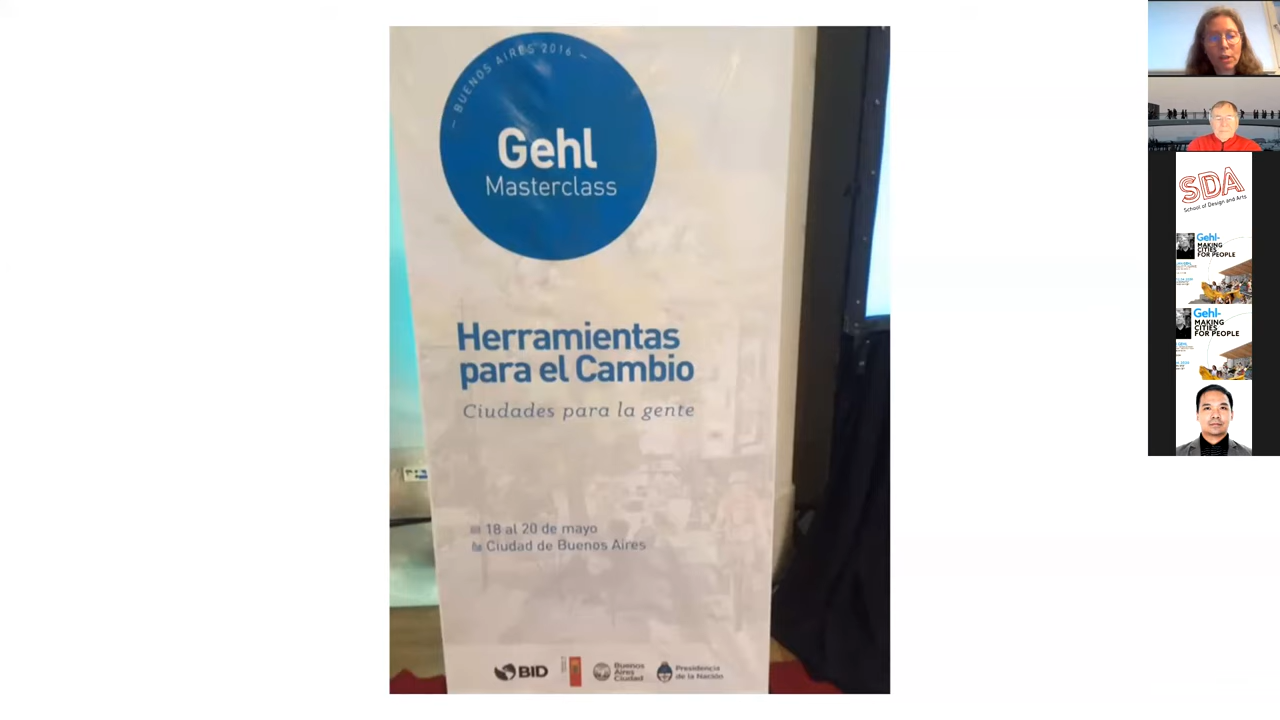 — BUENOS AIRES 2016 —
Gehl
Masterclass
Herramientas
para el Cambio
Ciudades para la gente
18 al 20 de mayo
Ciudad de Buenos Aires
BID
Buenos
Aires
Ciudad
Presidencia
de la Nación
SDA
School of Design and Arts
Gehl-
MAKING
CITIES
FOR PEOPLE
Gehl-
MAKING
CITIES
FOR PEOPLE